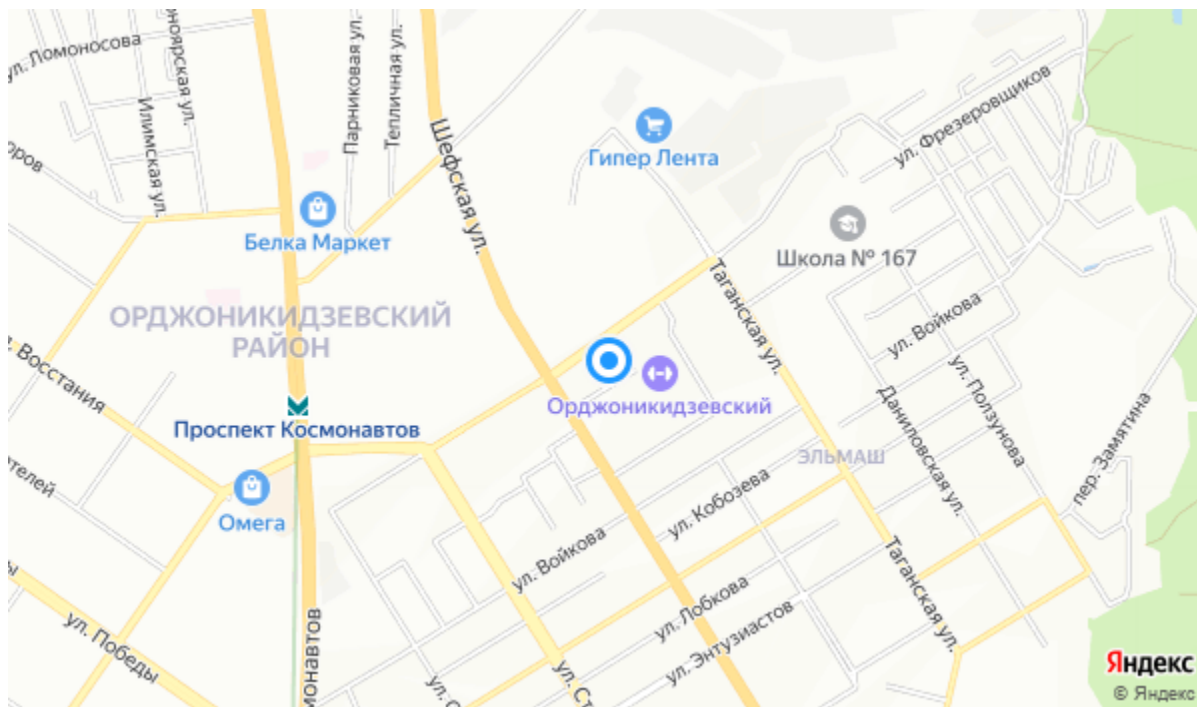 ул. Ломоносова
Илимская ул.
Парниковая ул.
Тепличная ул.
Шефская ул.
Гипер Лента
ул. Фрезеровщиков
Белка Маркет
Школа № 167
Таганская ул.
ОРДЖОНИКИДЗЕВСКИЙ
РАЙОН
ул. Войкова
Восстания
Орджоникидзевский
Проспект Космонавтов
Даниловская ул.
ул. Ползунова
пер. Замятина
ЭЛЬМАШ
Омега
ул. Кобозева
ул. Войкова
Таганская ул.
ул. Лобкова
ул. Энтузиастов
ул. Победы
Яндекс
© Яндекс